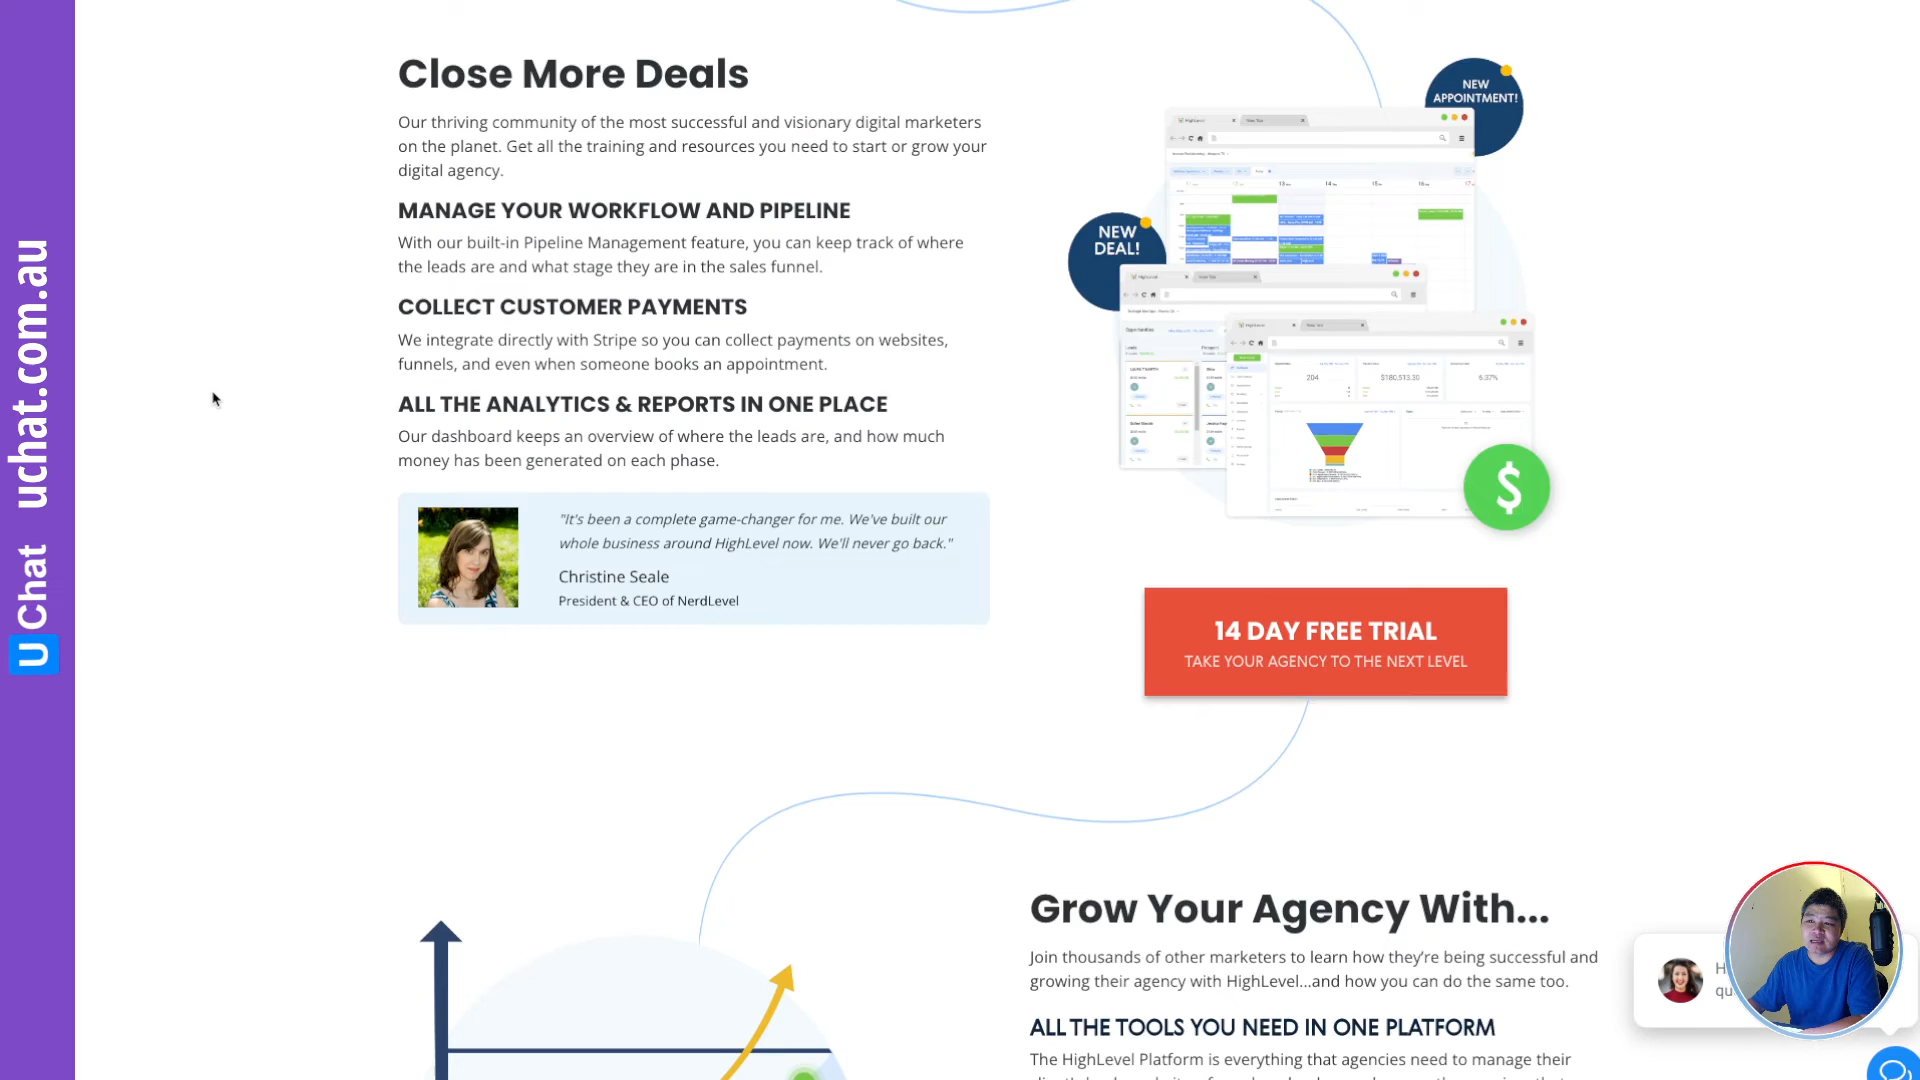 U Chat uchat.com.au
Close More Deals
Our thriving community of the most successful and visionary digital marketers
on the planet. Get all the training and resources you need to start or grow your
digital agency.
MANAGE YOUR WORKFLOW AND PIPELINE
With our built-in Pipeline Management feature, you can keep track of where
the leads are and what stage they are in the sales funnel.
COLLECT CUSTOMER PAYMENTS
We integrate directly with Stripe so you can collect payments on websites,
funnels, and even when someone books an appointment.
ALL THE ANALYTICS & REPORTS IN ONE PLACE
Our dashboard keeps an overview of where the leads are, and how much
money has been generated on each phase.
"It's been a complete game-changer for me. We've built our
whole business around HighLevel now. We'll never go back."
Christine Seale
President & CEO of NerdLevel
NEW
APPOINTMENT!
NEW
DEAL!
HighLevel
HighLevel
Opportunities
HighLevel
204
$180,513.30
6.37%
$
14 DAY FREE TRIAL
TAKE YOUR AGENCY TO THE NEXT LEVEL
Grow Your Agency With...
Join thousands of other marketers to learn how they're being successful and
growing their agency with HighLevel...and how you can do the same too.
ALL THE TOOLS YOU NEED IN ONE PLATFORM
The HighLevel Platform is everything that agencies need to manage their